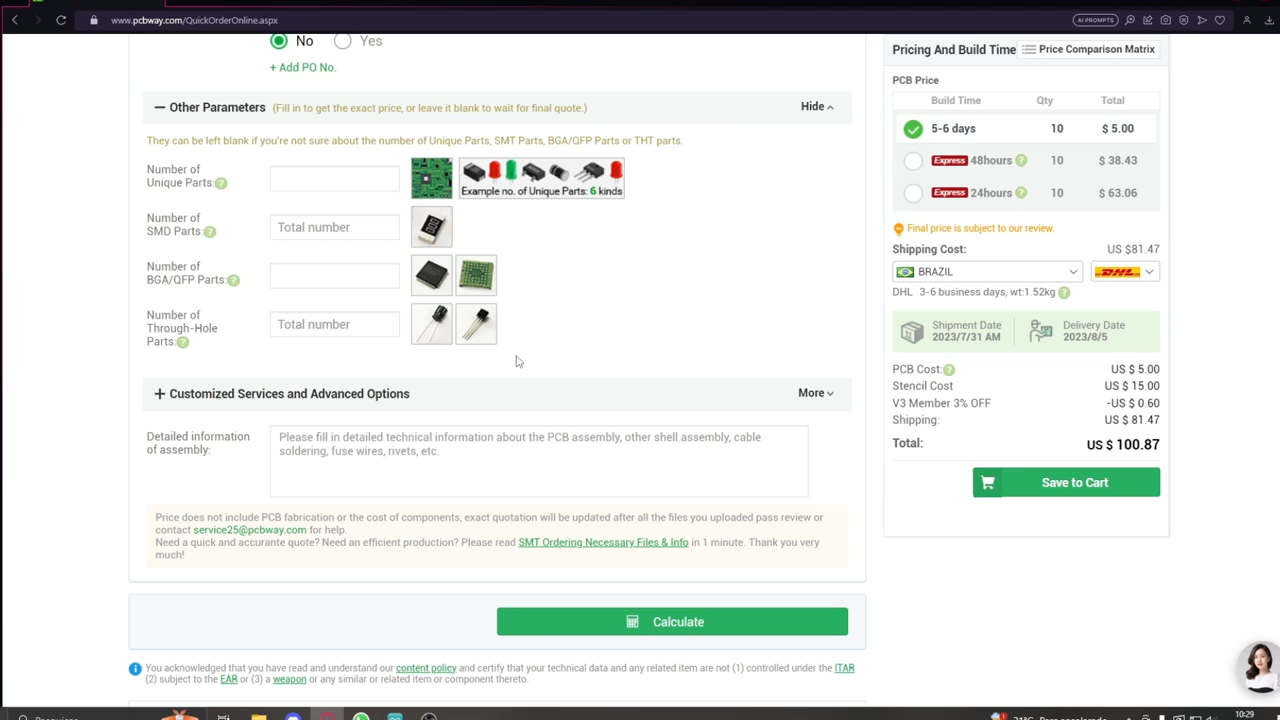 www.pcbway.com/QuickOrderOnline.aspx
AI PROMPTS
No Yes
+ Add PO No.
Other Parameters (Fill in to get the exact price, or leave it blank to wait for final quote.) Hide
They can be left blank if you're not sure about the number of Unique Parts, SMT Parts, BGA/QFP Parts or THT parts.
Number of
Unique Parts:
Example no. of Unique Parts: 6 kinds
Number of
SMD Parts:
Total number
Number of
BGA/QFP Parts:
Number of
Through-Hole
Parts:
Total number
Customized Services and Advanced Options More
Detailed information
of assembly:
Please fill in detailed technical information about the PCB assembly, other shell assembly, cable
soldering, fuse wires, rivets, etc.
Price does not include PCB fabrication or the cost of components, exact quotation will be updated after all the files you uploaded pass review or
contact service25@pcbway.com for help.
Need a quick and accurante quote? Need an efficient production? Please read SMT Ordering Necessary Files & Info in 1 minute. Thank you very
much!
Calculate
You acknowledged that you have read and understand our content policy and certify that your technical data and any related item are not (1) controlled under the ITAR
(2) subject to the EAR or (3) a weapon or any similar or related item or component thereto.
Pricing And Build Time Price Comparison Matrix
PCB Price
Build Time Qty Total
5-6 days 10 $ 5.00
Express 48hours 10 $ 38.43
Express 24hours 10 $ 63.06
Final price is subject to our review.
Shipping Cost: US $81.47
BRAZIL DHL
DHL 3-6 business days, wt:1.52kg
Shipment Date
2023/7/31 AM
Delivery Date
2023/8/5
PCB Cost: US $ 5.00
Stencil Cost US $ 15.00
V3 Member 3% OFF -US $ 0.60
Shipping: US $ 81.47
Total: US $ 100.87
Save to Cart
10:29